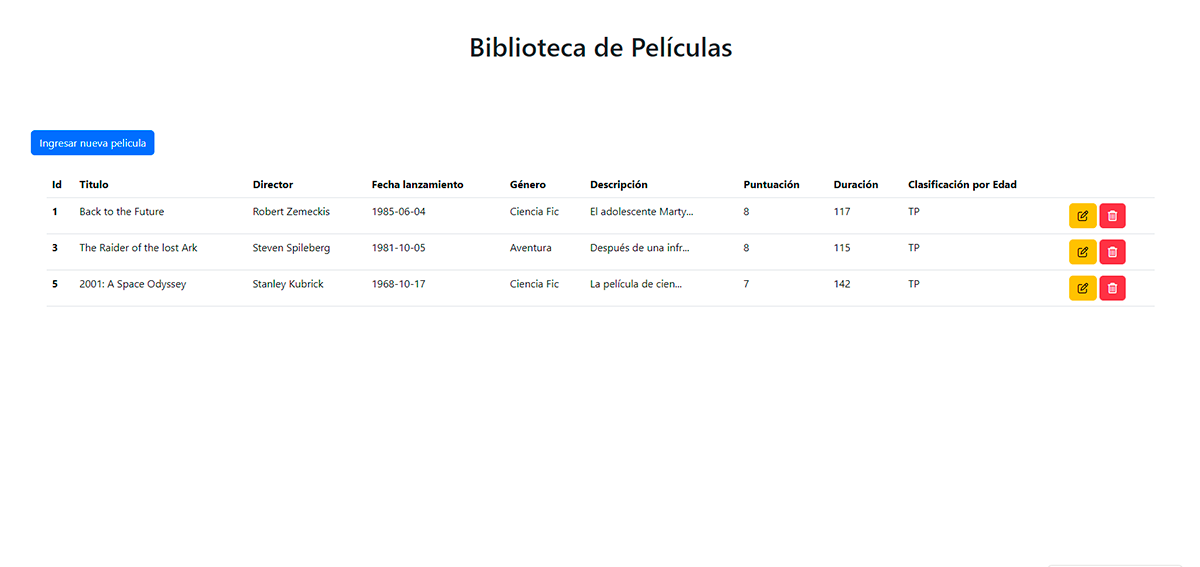 Biblioteca de Películas
Ingresar nueva pelicula
Id Titulo Director Fecha lanzamiento Género Descripción Puntuación Duración Clasificación por Edad
1 Back to the Future Robert Zemeckis 1985-06-04 Ciencia Fic El adolescente Marty... 8 117 TP
3 The Raider of the lost Ark Steven Spileberg 1981-10-05 Aventura Después de una infr... 8 115 TP
5 2001: A Space Odyssey Stanley Kubrick 1968-10-17 Ciencia Fic La película de cien... 7 142 TP